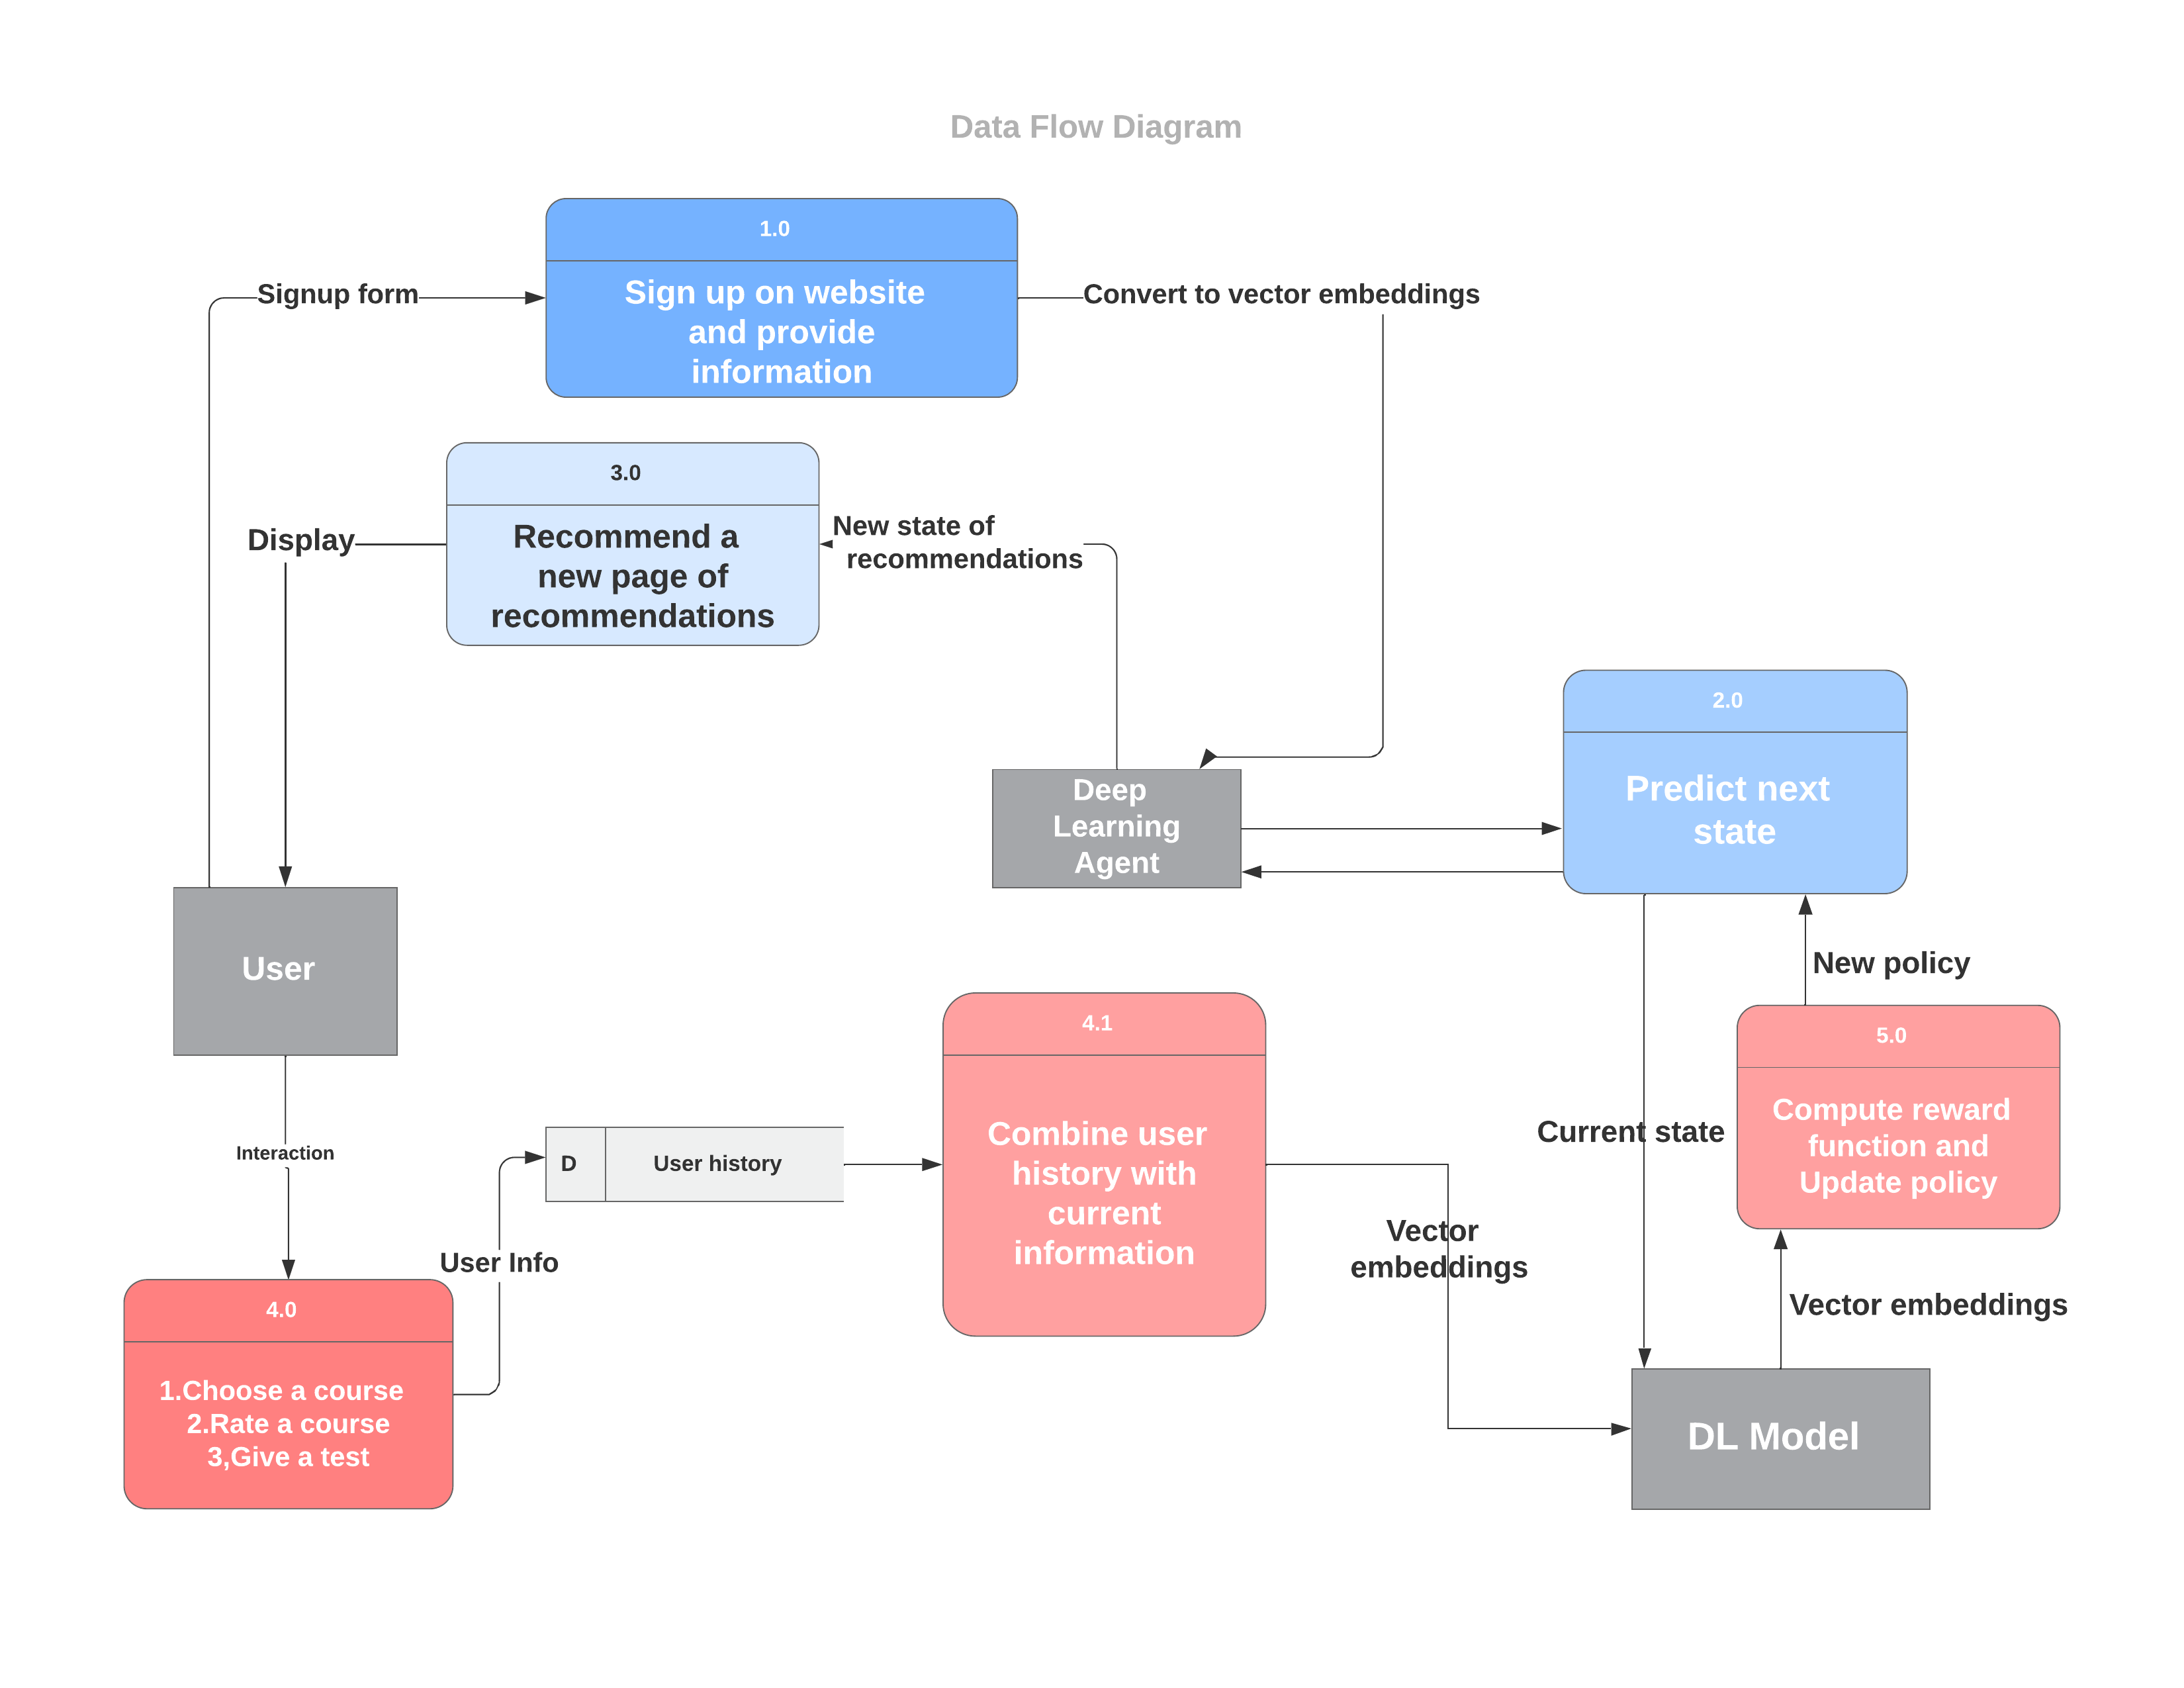 Data Flow Diagram
1.0
Sign up on website
and provide
information
Signup form
Convert to vector embeddings
3.0
Recommend a
new page of
recommendations
Display
New state of
recommendations
2.0
Predict next
state
Deep
Learning
Agent
User
New policy
4.1
Combine user
history with
current
information
5.0
Compute reward
function and
Update policy
Current state
Interaction
D
User history
Vector
embeddings
User Info
Vector embeddings
4.0
1.Choose a course
2.Rate a course
3,Give a test
DL Model